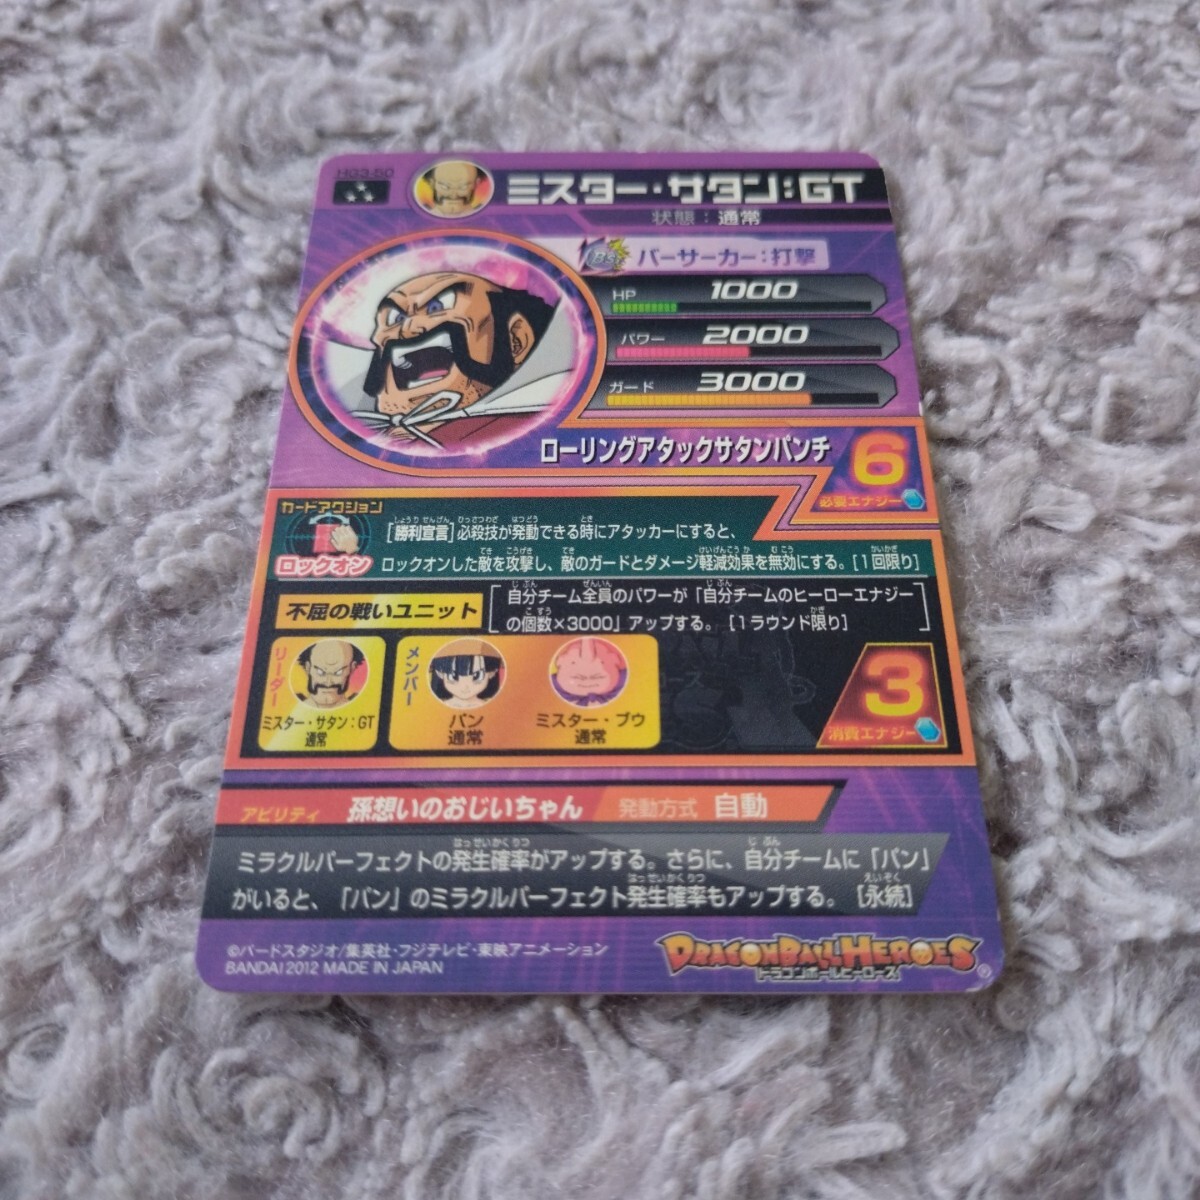 HG3-50
ミスター・サタン:GT
状態:通常
バーサーカー:打撃
HP 1000
パワー 2000
ガード 3000
ローリングアタックサタンパンチ
6
必要エナジー
カードアクション
ロックオン
[勝利宣言]必殺技が発動できる時にアタッカーにすると、
ロックオンした敵を攻撃し、敵のガードとダメージ軽減効果を無効にする。[1回限り]
不屈の戦いユニット
自分チーム全員のパワーが「自分チームのヒーローエナジー
の個数×3000」アップする。[1ラウンド限り]
リーダー
ミスター・サタン:GT
通常
メンバー
パン
通常
ミスター・ブウ
通常
3
消費エナジー
アビリティ 孫想いのおじいちゃん 発動方式 自動
ミラクルパーフェクトの発生確率がアップする。さらに、自分チームに「パン」
がいると、「パン」のミラクルパーフェクト発生確率もアップする。[永続]
©バードスタジオ/集英社・フジテレビ・東映アニメーション
BANDAI 2012 MADE IN JAPAN
DRAGONBALL HEROES
ドラゴンボールヒーローズ
®